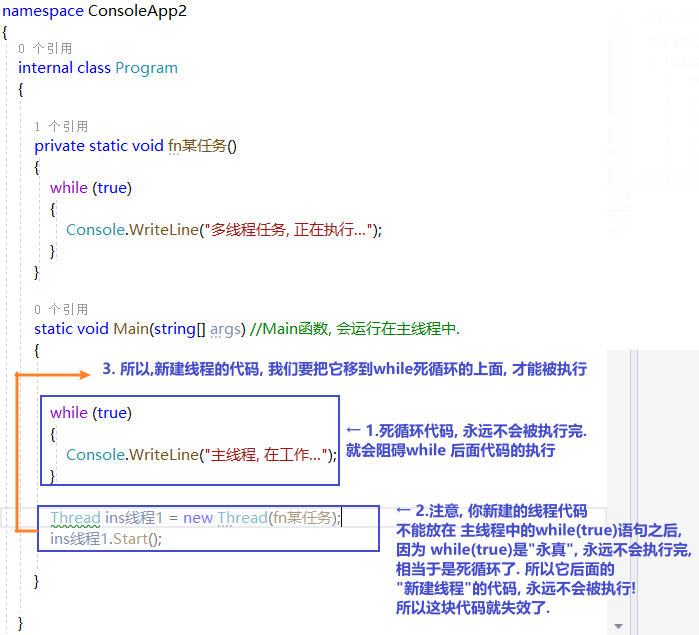 namespace ConsoleApp2
{
0 个引用
internal class Program
{
1 个引用
private static void fn某任务()
{
while (true)
{
Console.WriteLine("多线程任务, 正在执行...");
}
}
0 个引用
static void Main(string[] args) //Main函数, 会运行在主线程中.
{
3. 所以,新建线程的代码, 我们要把它移到while死循环的上面, 才能被执行
while (true)
{
Console.WriteLine("主线程, 在工作...");
}
← 1.死循环代码, 永远不会被执行完.
就会阻碍while 后面代码的执行
Thread ins线程1 = new Thread(fn某任务);
ins线程1.Start();
← 2.注意, 你新建的线程代码
不能放在 主线程中的while(true)语句之后,
因为 while(true)是"永真", 永远不会执行完,
相当于是死循环了. 所以它后面的
"新建线程"的代码, 永远不会被执行!
所以这块代码就失效了.
}
}